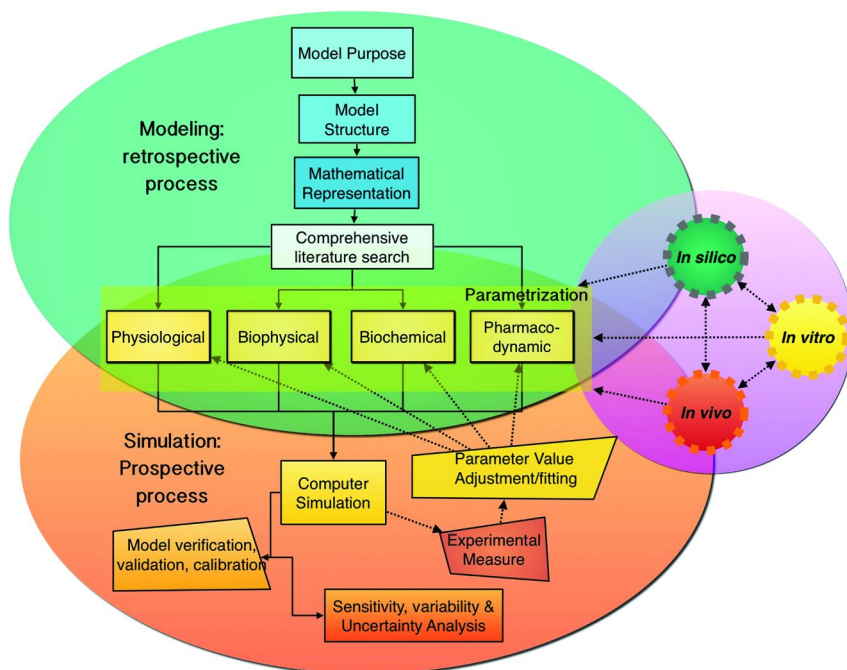 Model Purpose
Model
Structure
Modeling:
retrospective
process
Mathematical
Representation
Comprehensive
literature search
In silico
Parametrization
In vitro
Physiological
Biophysical
Biochemical
Pharmaco-
dynamic
In vivo
Simulation:
Prospective
process
Parameter Value
Adjustment/fitting
Computer
Simulation
Experimental
Measure
Model verification,
validation, calibration
Sensitivity, variability &
Uncertainty Analysis